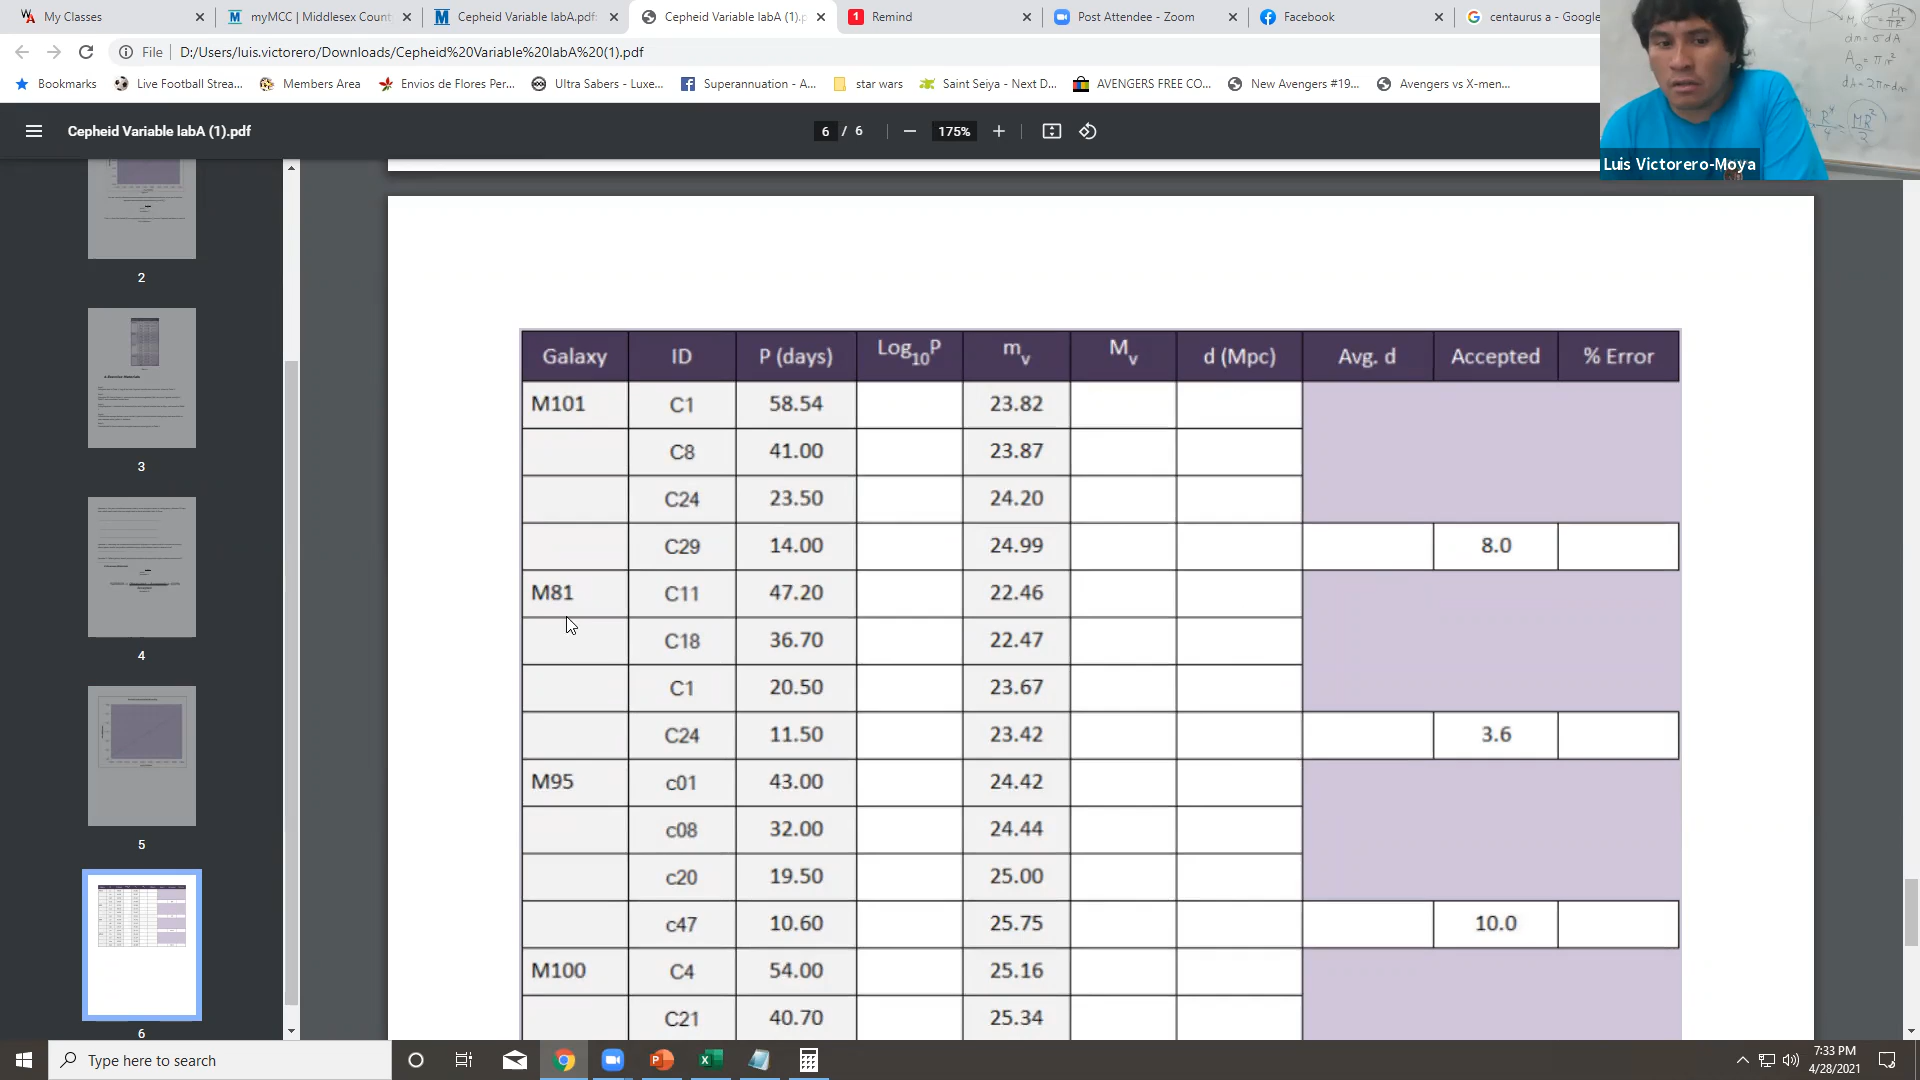 My Classes
myMCC | Middlesex Count
Cepheid Variable labA.pdf
Cepheid Variable labA (1).p
Remind
Post Attendee - Zoom
Facebook
centaurus a - Google
File D:/Users/luis.victorero/Downloads/Cepheid%20Variable%20labA%20(1).pdf
Bookmarks
Live Football Strea...
Members Area
Envios de Flores Per...
Ultra Sabers - Luxe...
Superannuation - A...
star wars
Saint Seiya - Next D...
AVENGERS FREE CO...
New Avengers #19...
Avengers vs X-men...
Cepheid Variable labA (1).pdf
6 / 6
175%
Luis Victorero-Moya
2
3
4
5
6
Galaxy ID P (days) Log10P mv Mv d (Mpc) Avg. d Accepted % Error
M101 C1 58.54 23.82
C8 41.00 23.87
C24 23.50 24.20
C29 14.00 24.99 8.0
M81 C11 47.20 22.46
C18 36.70 22.47
C1 20.50 23.67
C24 11.50 23.42 3.6
M95 c01 43.00 24.42
c08 32.00 24.44
c20 19.50 25.00
c47 10.60 25.75 10.0
M100 C4 54.00 25.16
C21 40.70 25.34
Type here to search
7:33 PM
4/28/2021